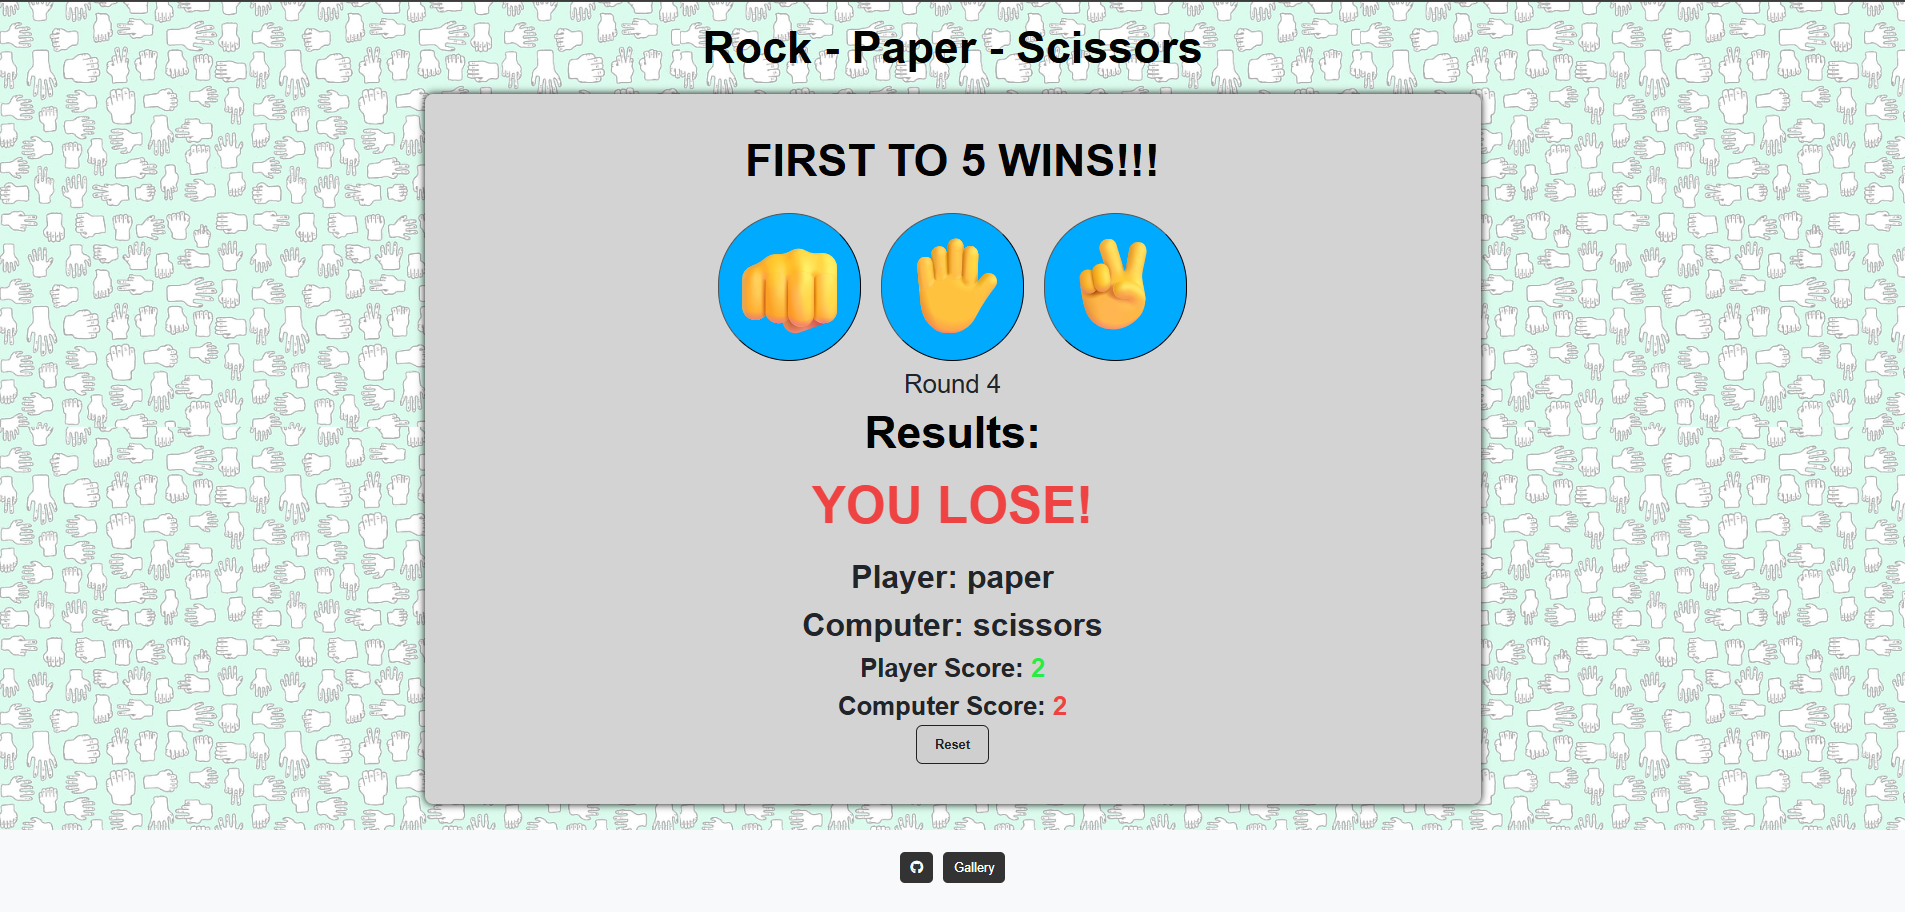 Rock - Paper - Scissors
FIRST TO 5 WINS!!!
Round 4
Results:
YOU LOSE!
Player: paper
Computer: scissors
Player Score: 2
Computer Score: 2
Reset
Gallery